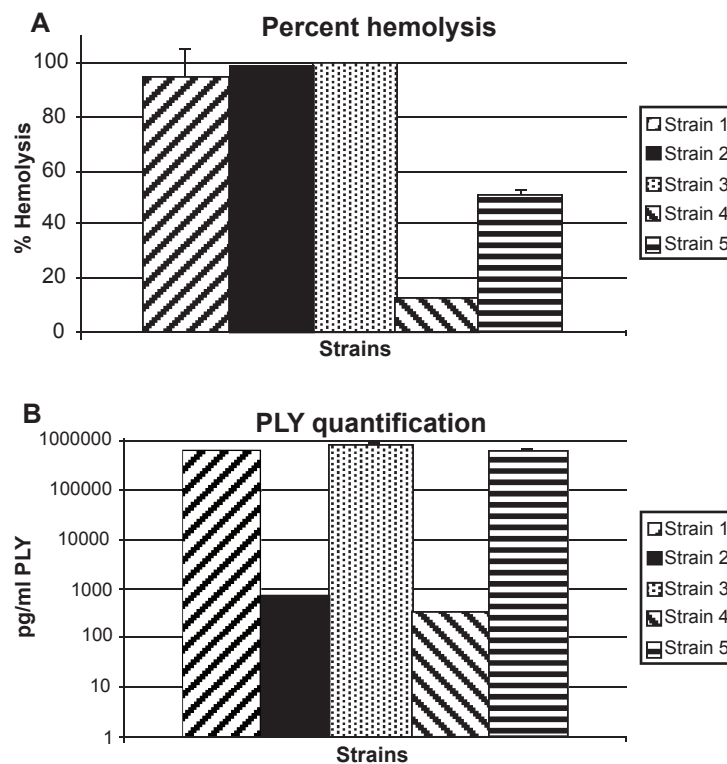 A
Percent hemolysis
% Hemolysis
100
80
60
40
20
0
Strains
Strain 1
Strain 2
Strain 3
Strain 4
Strain 5
B
PLY quantification
pg/ml PLY
1000000
100000
10000
1000
100
10
1
Strains
Strain 1
Strain 2
Strain 3
Strain 4
Strain 5